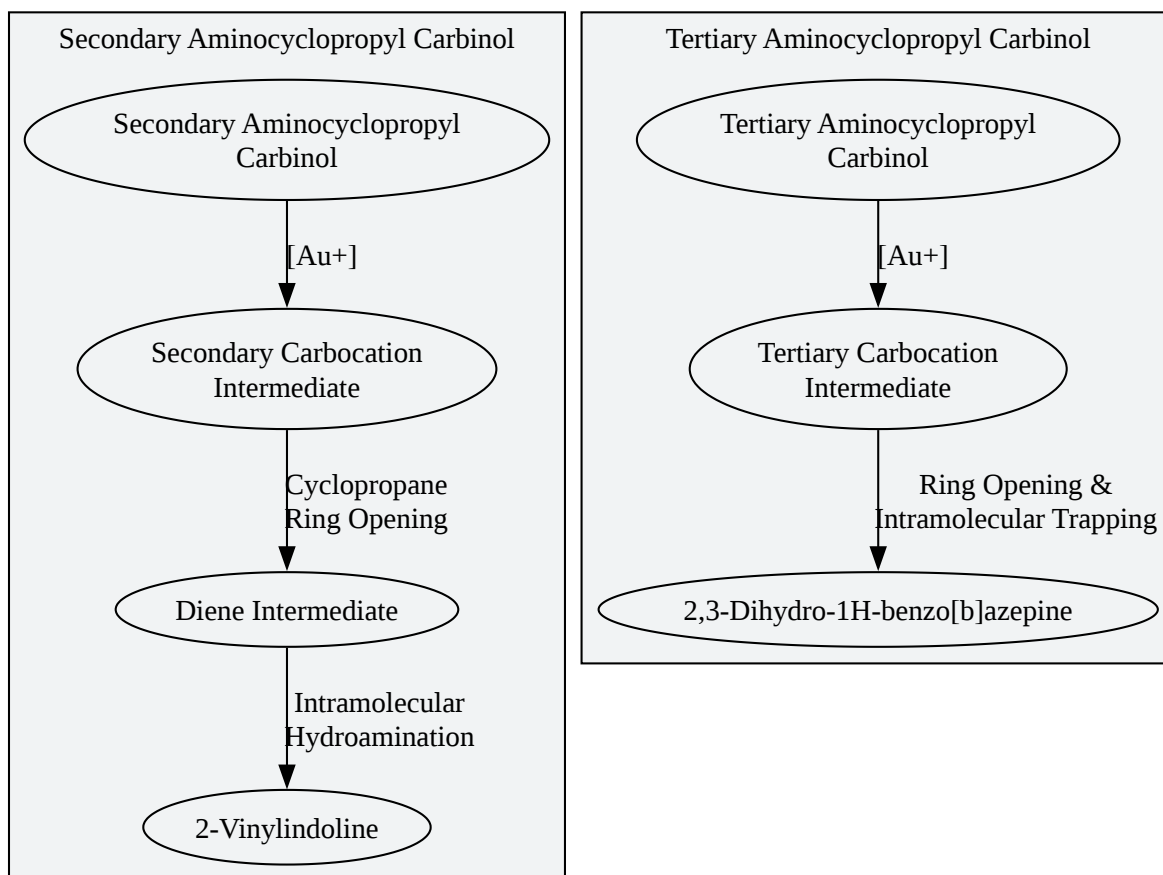 Secondary Aminocyclopropyl Carbinol
Secondary Aminocyclopropyl
Carbinol
[Au+]
Secondary Carbocation
Intermediate
Cyclopropane
Ring Opening
Diene Intermediate
Intramolecular
Hydroamination
2-Vinylindoline
Tertiary Aminocyclopropyl Carbinol
Tertiary Aminocyclopropyl
Carbinol
[Au+]
Tertiary Carbocation
Intermediate
Ring Opening &
Intramolecular Trapping
2,3-Dihydro-1H-benzo[b]azepine